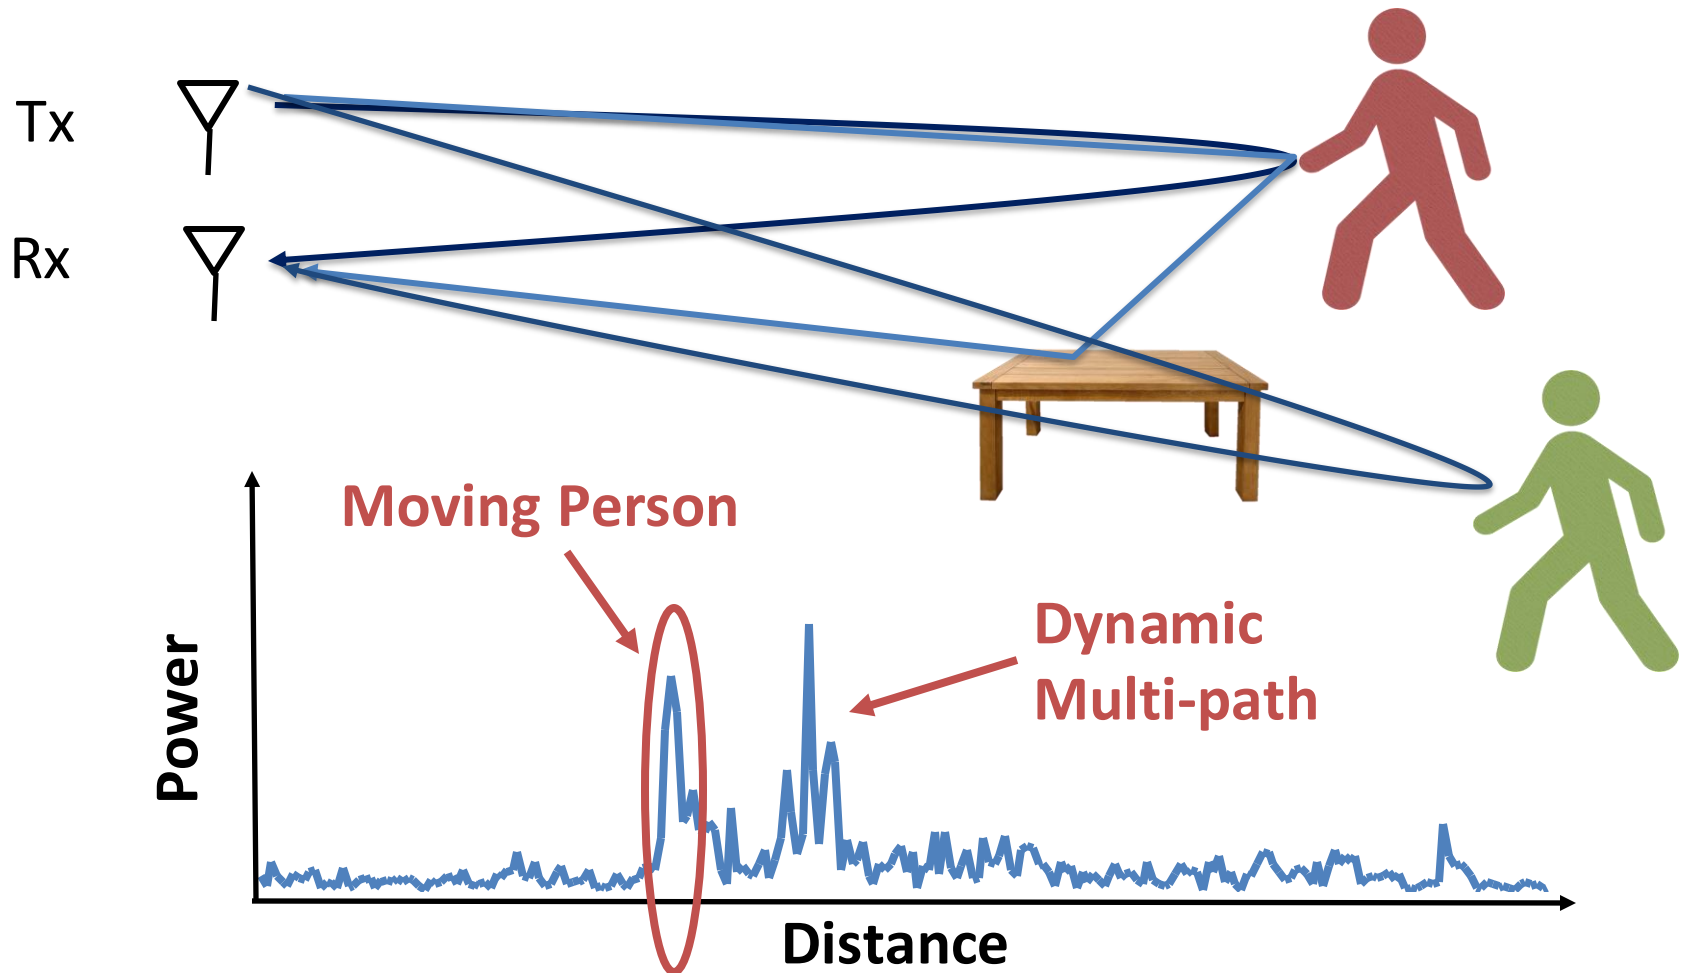 Tx
Rx
Moving Person
Dynamic
Multi-path
Power
Distance